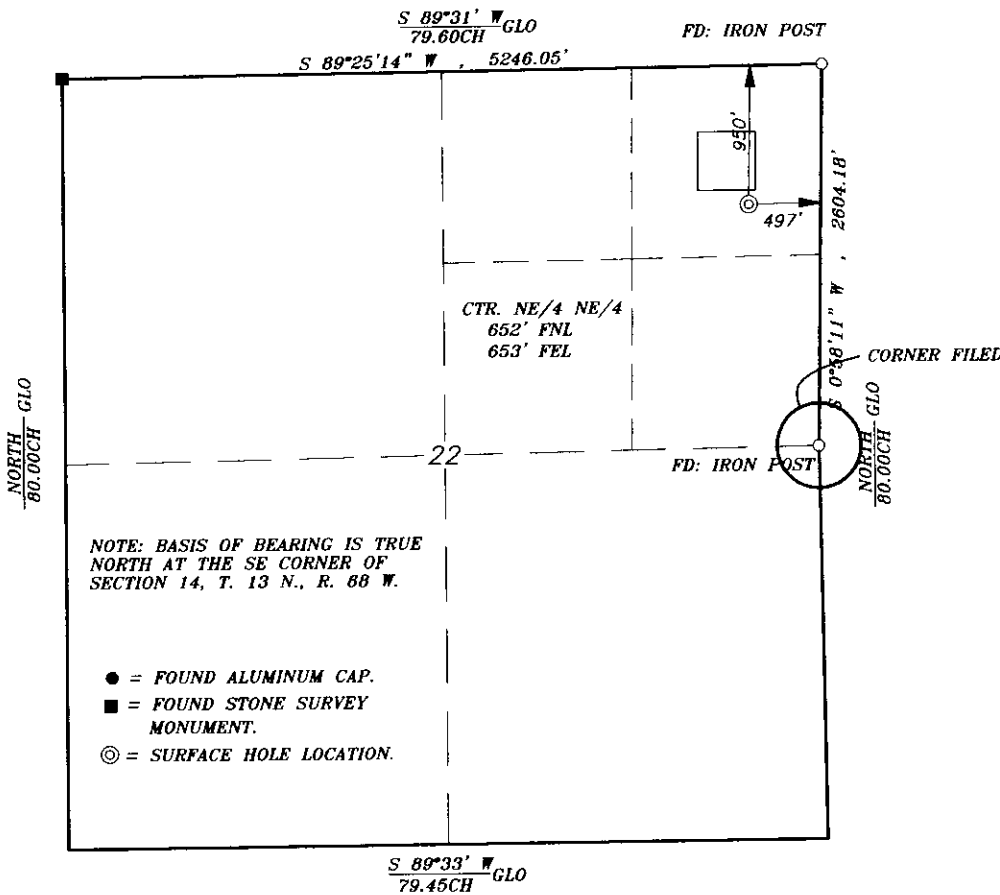 S 89°31' W GLO
79.60CH
FD: IRON POST
S 89°25'14" W , 5246.05'
950'
497'
S 0°58'11" W , 2604.18'
CTR. NE/4 NE/4
652' FNL
653' FEL
CORNER FILED
NORTH GLO
80.00CH
22
FD: IRON POST
NORTH GLO
80.00CH
NOTE: BASIS OF BEARING IS TRUE
NORTH AT THE SE CORNER OF
SECTION 14, T. 13 N., R. 68 W.
● = FOUND ALUMINUM CAP.
■ = FOUND STONE SURVEY
MONUMENT.
◎ = SURFACE HOLE LOCATION.
S 89°33' W GLO
79.45CH